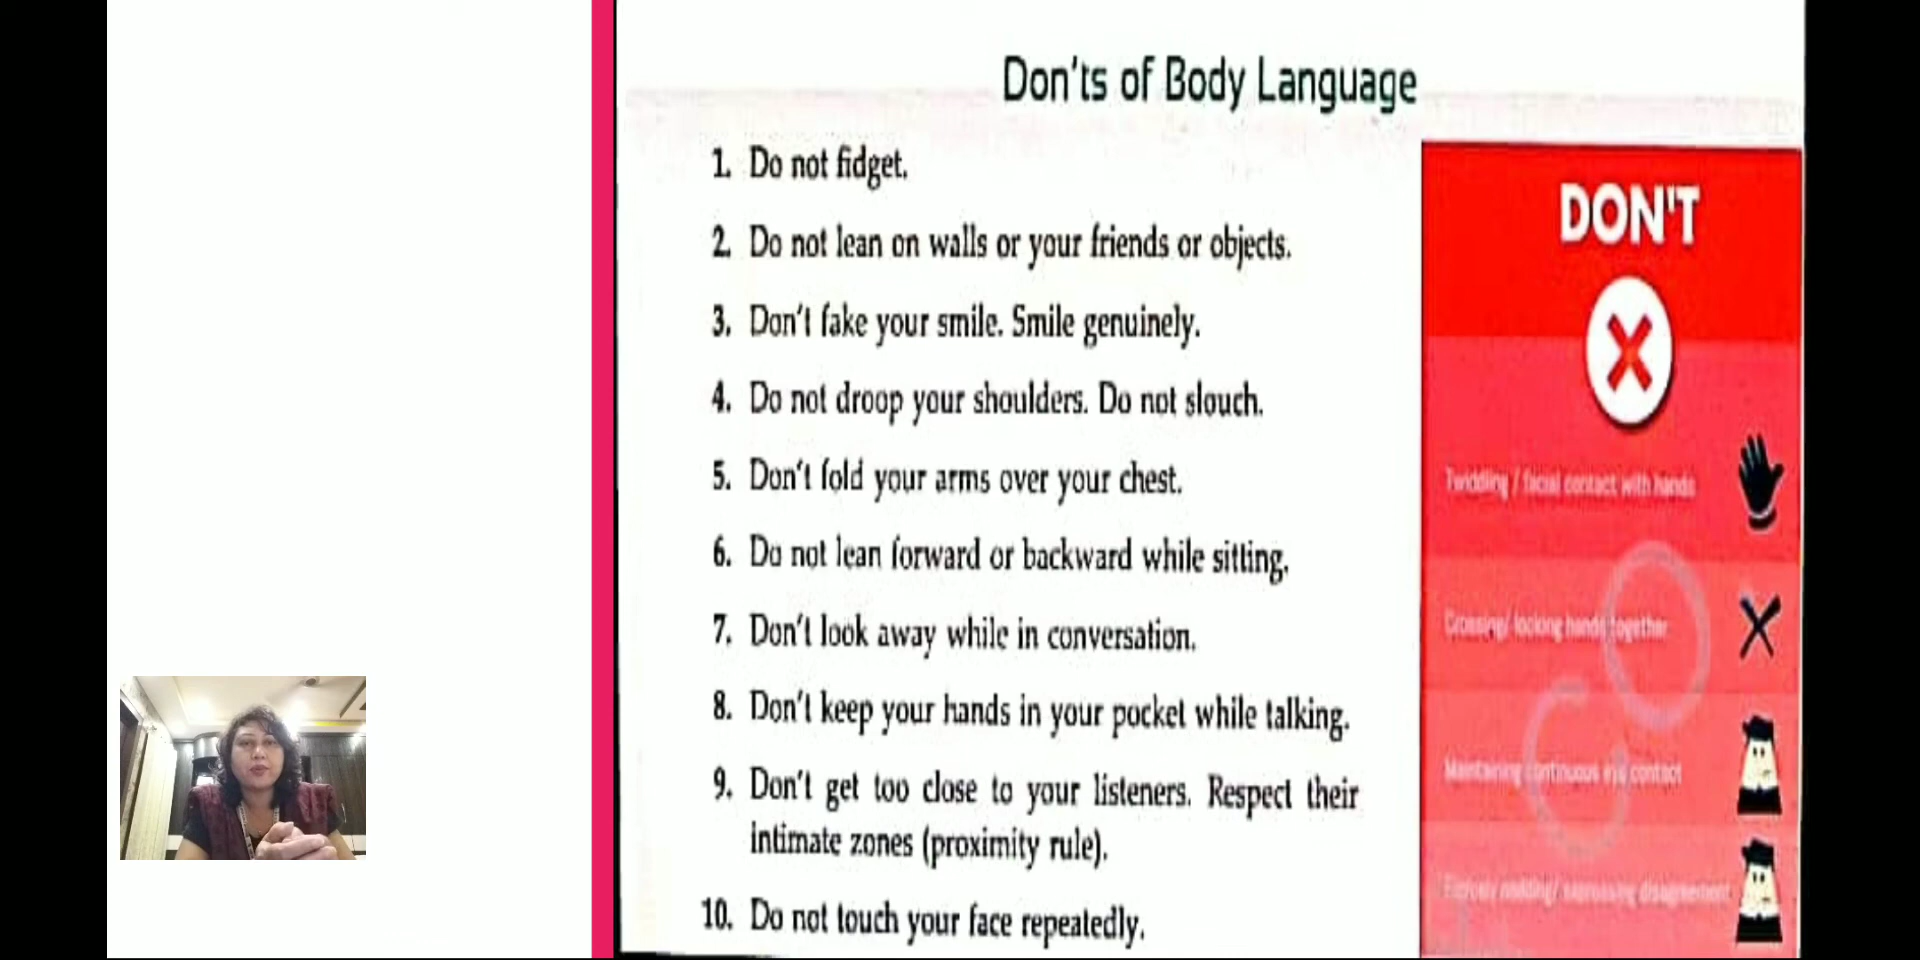 Don'ts of Body Language
1. Do not fidget.
2. Do not lean on walls or your friends or objects.
3. Don't fake your smile. Smile genuinely.
4. Do not droop your shoulders. Do not slouch.
5. Don't fold your arms over your chest.
6. Do not lean forward or backward while sitting.
7. Don't look away while in conversation.
8. Don't keep your hands in your pocket while talking.
9. Don't get too close to your listeners. Respect their
intimate zones (proximity rule).
10. Do not touch your face repeatedly.
DON'T
Twiddling / facial contact with hands
Crossing/ locking hands together
Maintaining continuous eye contact
nodding/ expressing disagreement